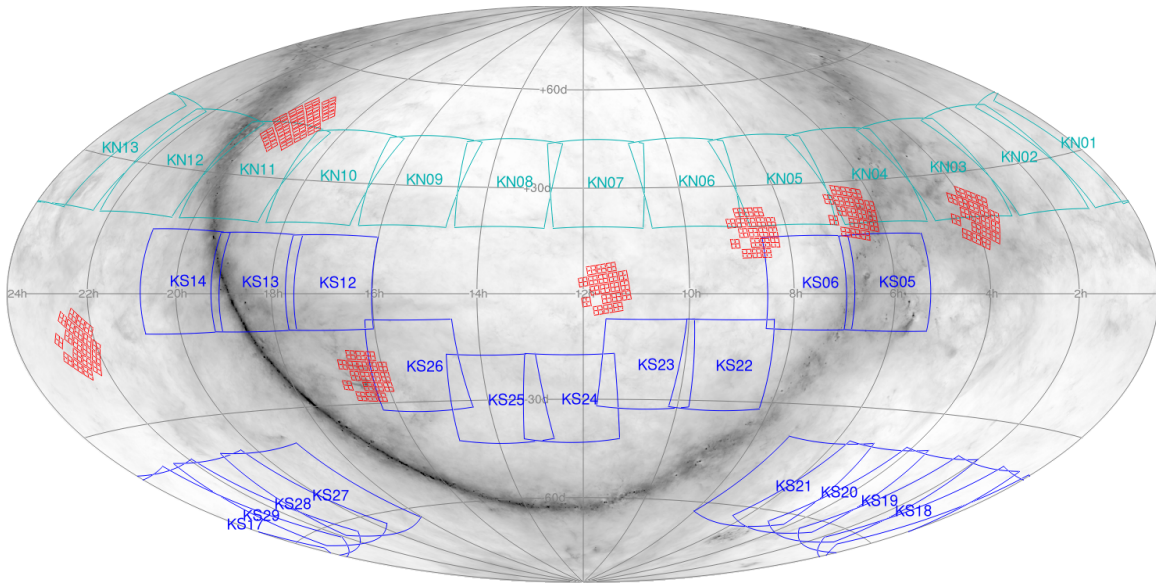 +60d
KN13
KN12
KN11
KN10
KN09
KN08
KN07
KN06
KN05
KN04
KN03
KN02
KN01
+30d
24h
22h
20h
18h
16h
14h
12h
10h
8h
6h
4h
2h
KS14
KS13
KS12
KS06
KS05
KS26
KS25
KS24
KS23
KS22
-30d
-60d
KS27
KS28
KS29
KS17
KS21
KS20
KS19
KS18